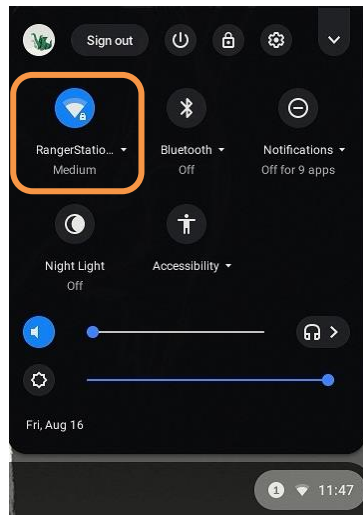 Sign out
RangerStatio...
Medium
Bluetooth
Off
Notifications
Off for 9 apps
Night Light
Off
Accessibility
Fri, Aug 16
1 11:47